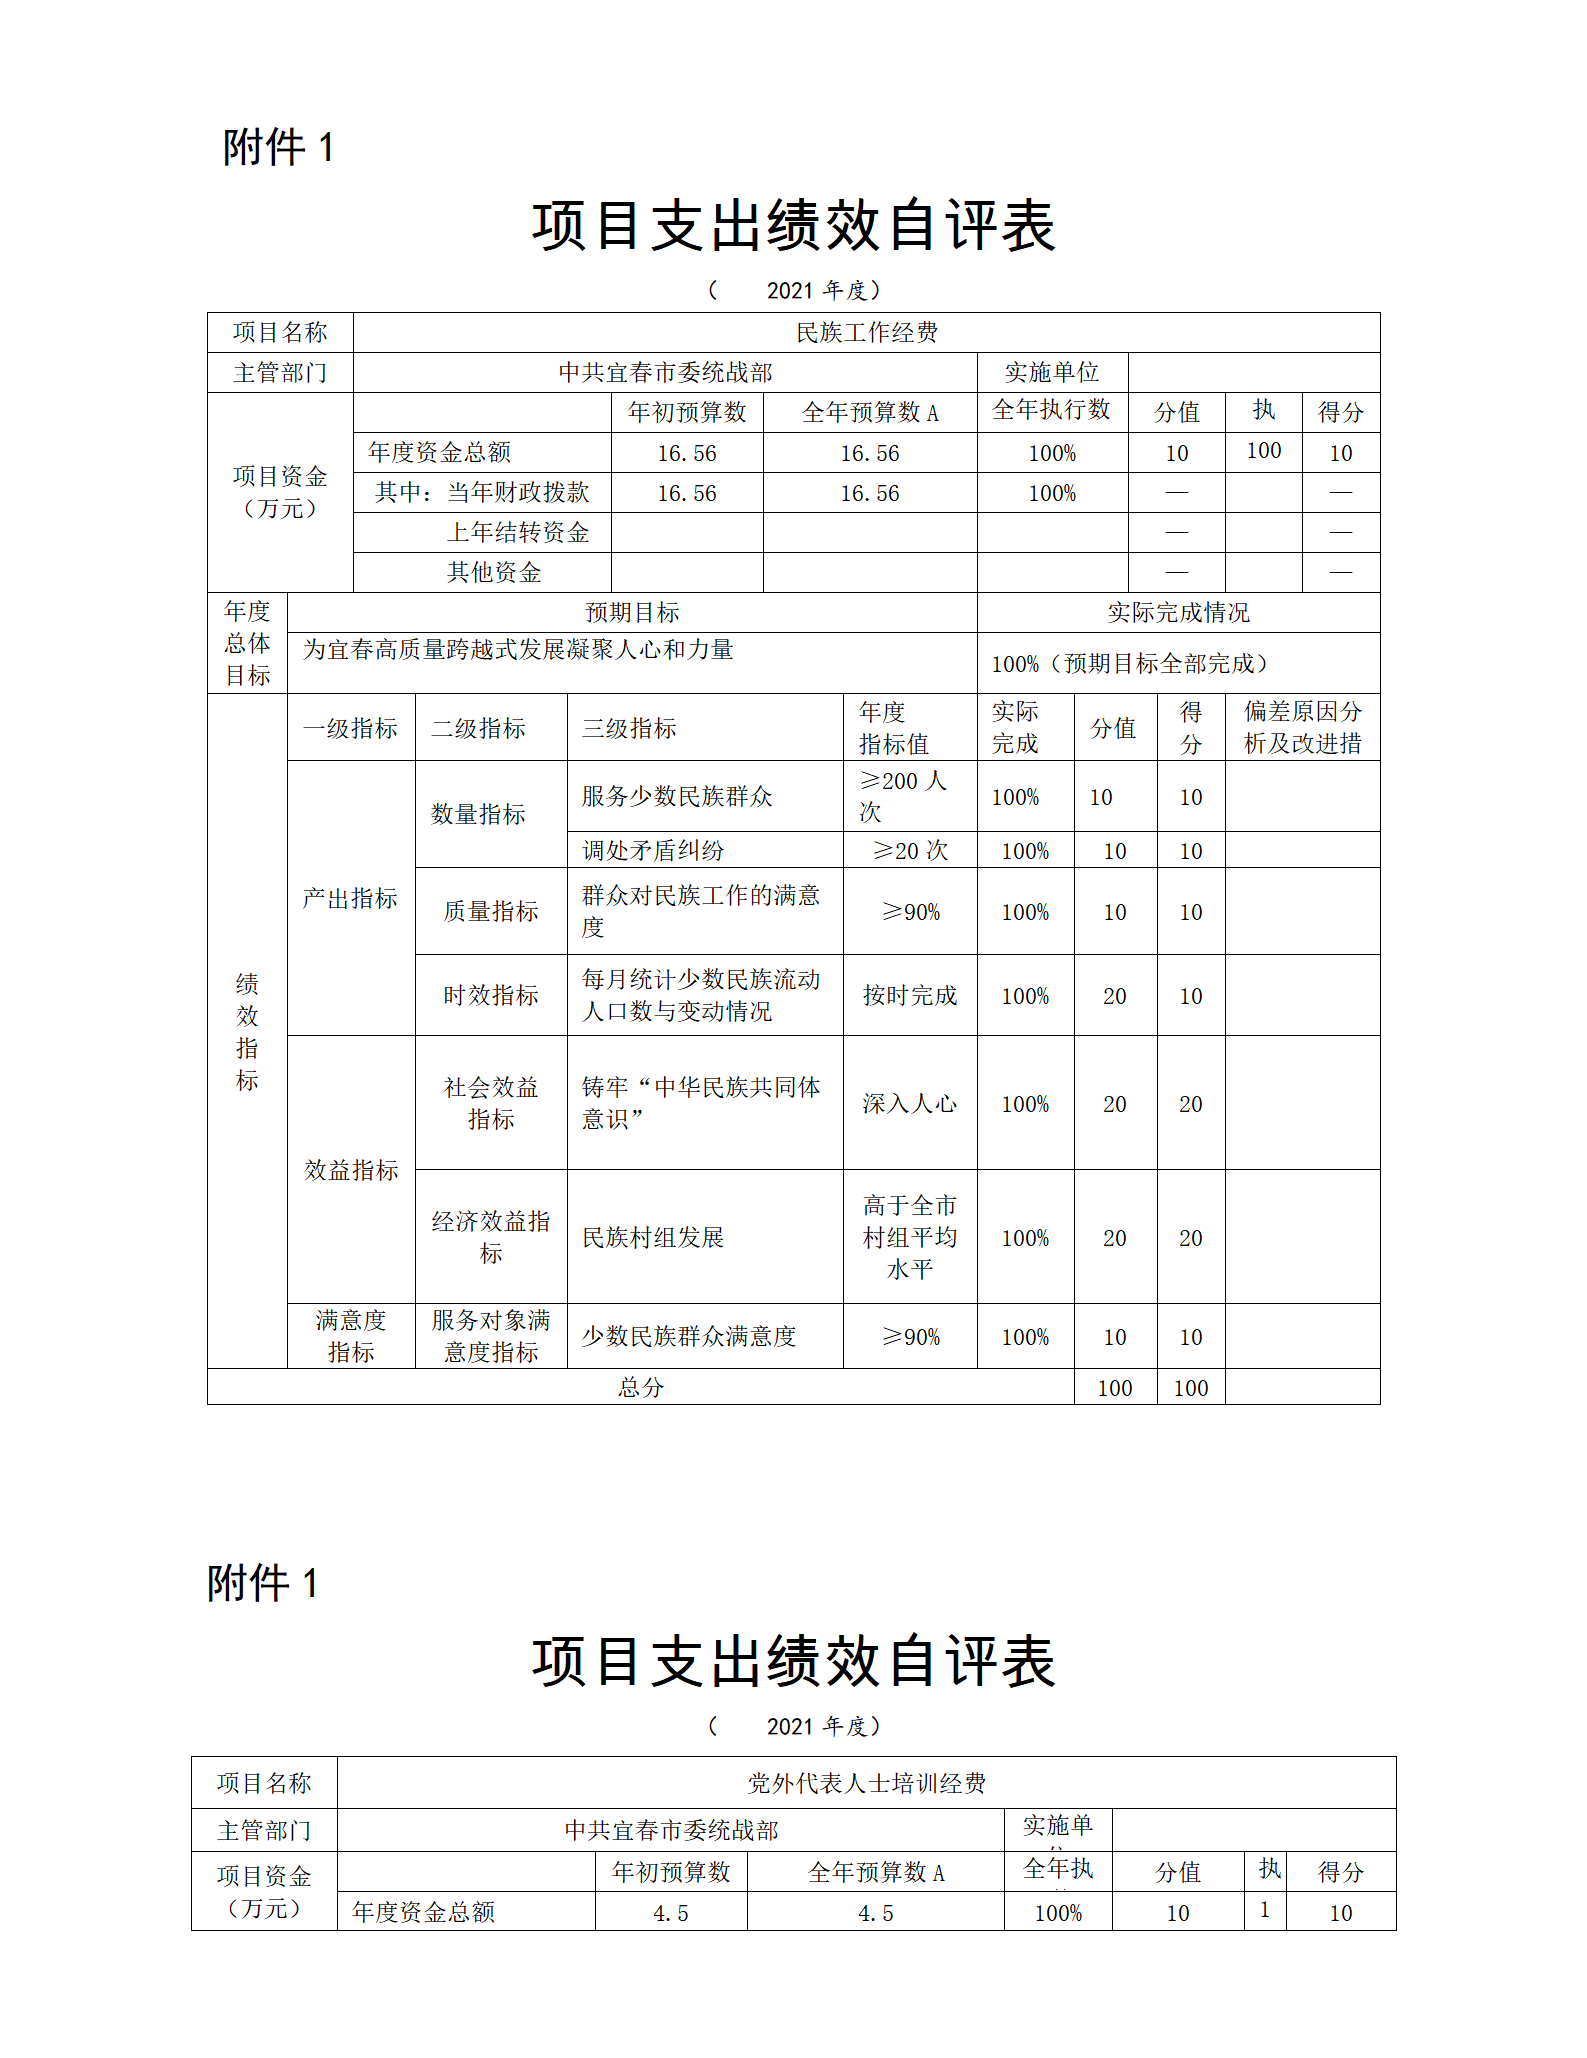 附件 1
项目支出绩效自评表
（ 2021 年度）
项目名称 民族工作经费
主管部门 中共宜春市委统战部 实施单位
项目资金
（万元）
年初预算数 全年预算数 A 全年执行数 分值 执 得分
年度资金总额 16.56 16.56 100% 10 100 10
其中：当年财政拨款 16.56 16.56 100% — —
上年结转资金 — —
其他资金 — —
年度
总体
目标
预期目标 实际完成情况
为宜春高质量跨越式发展凝聚人心和力量 100%（预期目标全部完成）
绩
效
指
标
一级指标 二级指标 三级指标 年度
指标值 实际
完成 分值 得
分 偏差原因分
析及改进措
产出指标 数量指标 服务少数民族群众 ≥200 人
次 100% 10 10
调处矛盾纠纷 ≥20 次 100% 10 10
质量指标 群众对民族工作的满意
度 ≥90% 100% 10 10
时效指标 每月统计少数民族流动
人口数与变动情况 按时完成 100% 20 10
效益指标 社会效益
指标 铸牢“中华民族共同体
意识” 深入人心 100% 20 20
经济效益指
标 民族村组发展 高于全市
村组平均
水平 100% 20 20
满意度
指标 服务对象满
意度指标 少数民族群众满意度 ≥90% 100% 10 10
总分 100 100
附件 1
项目支出绩效自评表
（ 2021 年度）
项目名称 党外代表人士培训经费
主管部门 中共宜春市委统战部 实施单
项目资金
（万元）
年初预算数 全年预算数 A 全年执 分值 执 得分
年度资金总额 4.5 4.5 100% 10 1 10